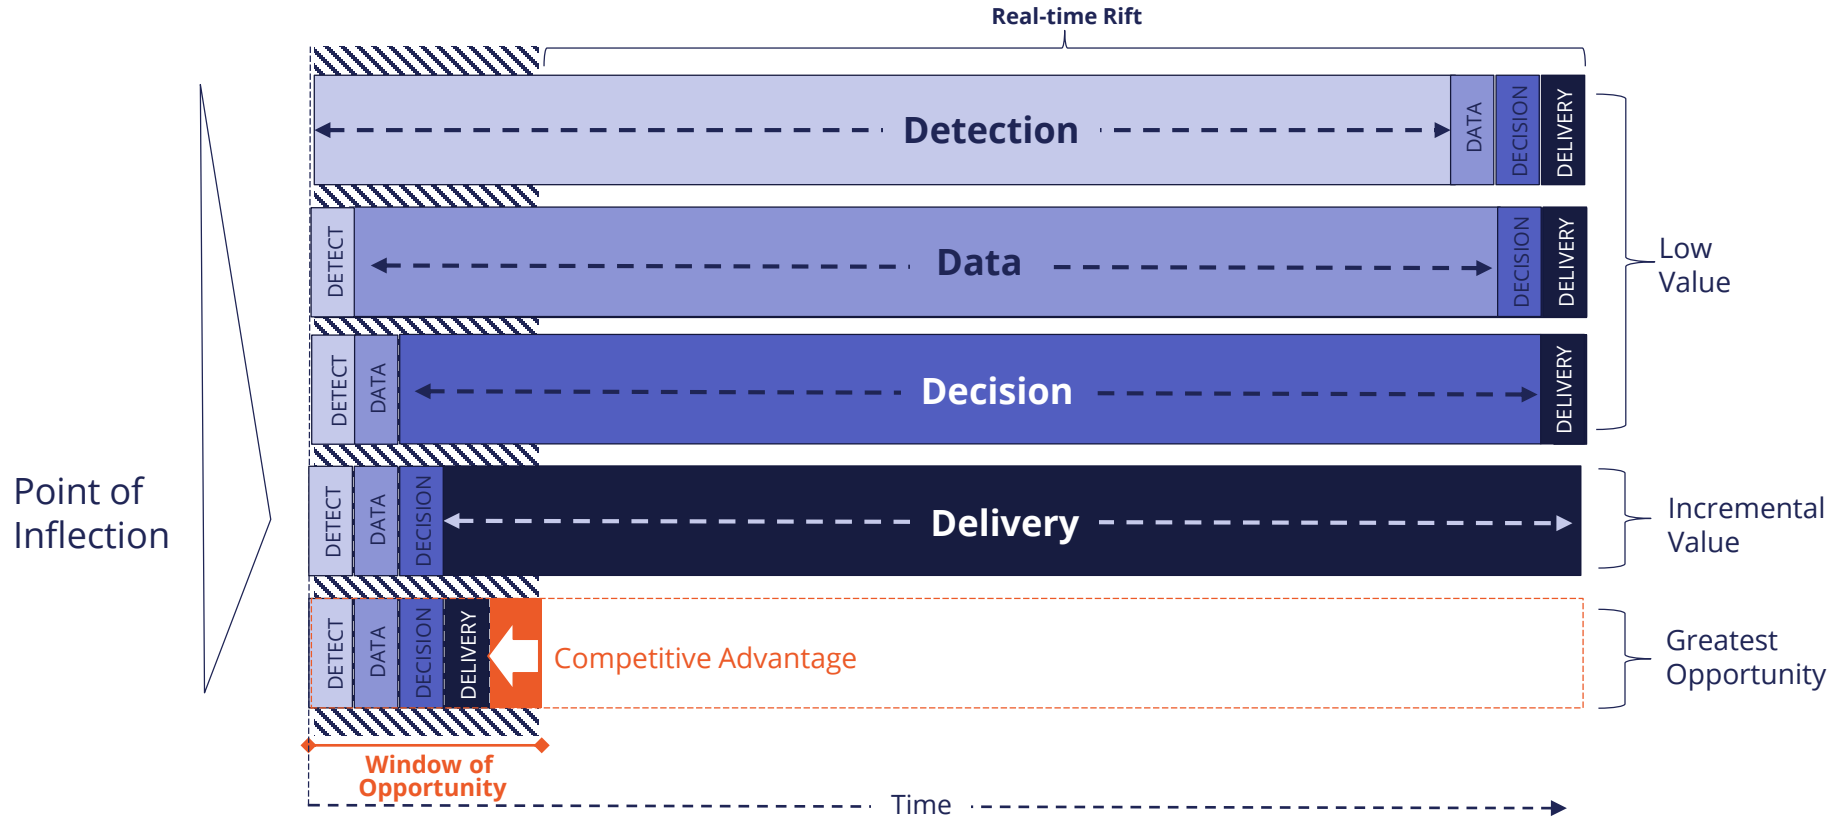 Real-time Rift
Detection
DATA
DECISION
DELIVERY
DETECT
Data
DECISION
DELIVERY
Low
Value
DETECT
DATA
Decision
DELIVERY
Point of
Inflection
DETECT
DATA
DECISION
Delivery
Incremental
Value
DETECT
DATA
DECISION
DELIVERY
Competitive Advantage
Greatest
Opportunity
Window of
Opportunity
Time